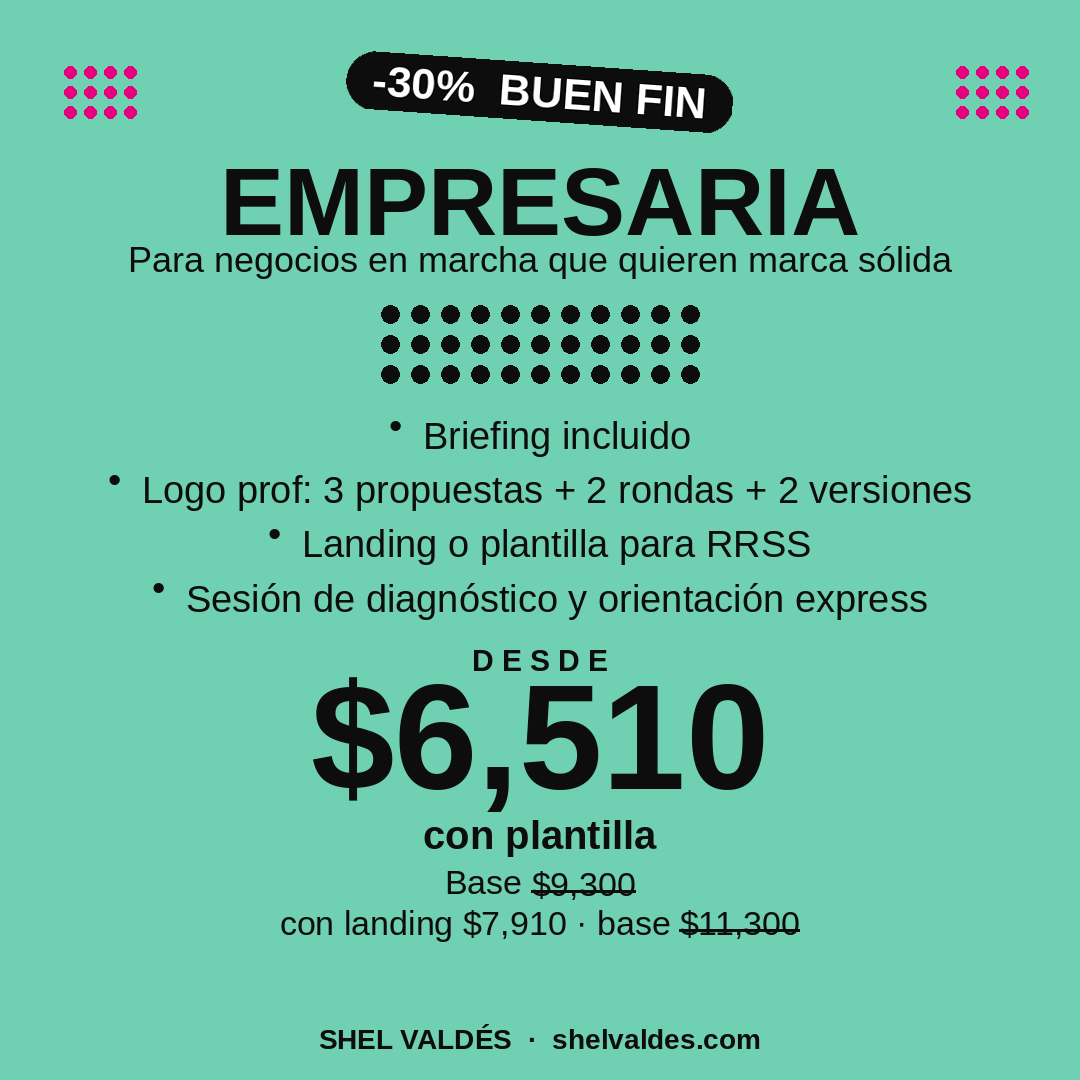 -30% BUEN FIN
EMPRESARIA
Para negocios en marcha que quieren marca sólida
• Briefing incluido
• Logo prof: 3 propuestas + 2 rondas + 2 versiones
• Landing o plantilla para RRSS
• Sesión de diagnóstico y orientación express
DESDE
$6,510
con plantilla
Base $9,300
con landing $7,910 · base $11,300
SHEL VALDÉS · shelvaldes.com